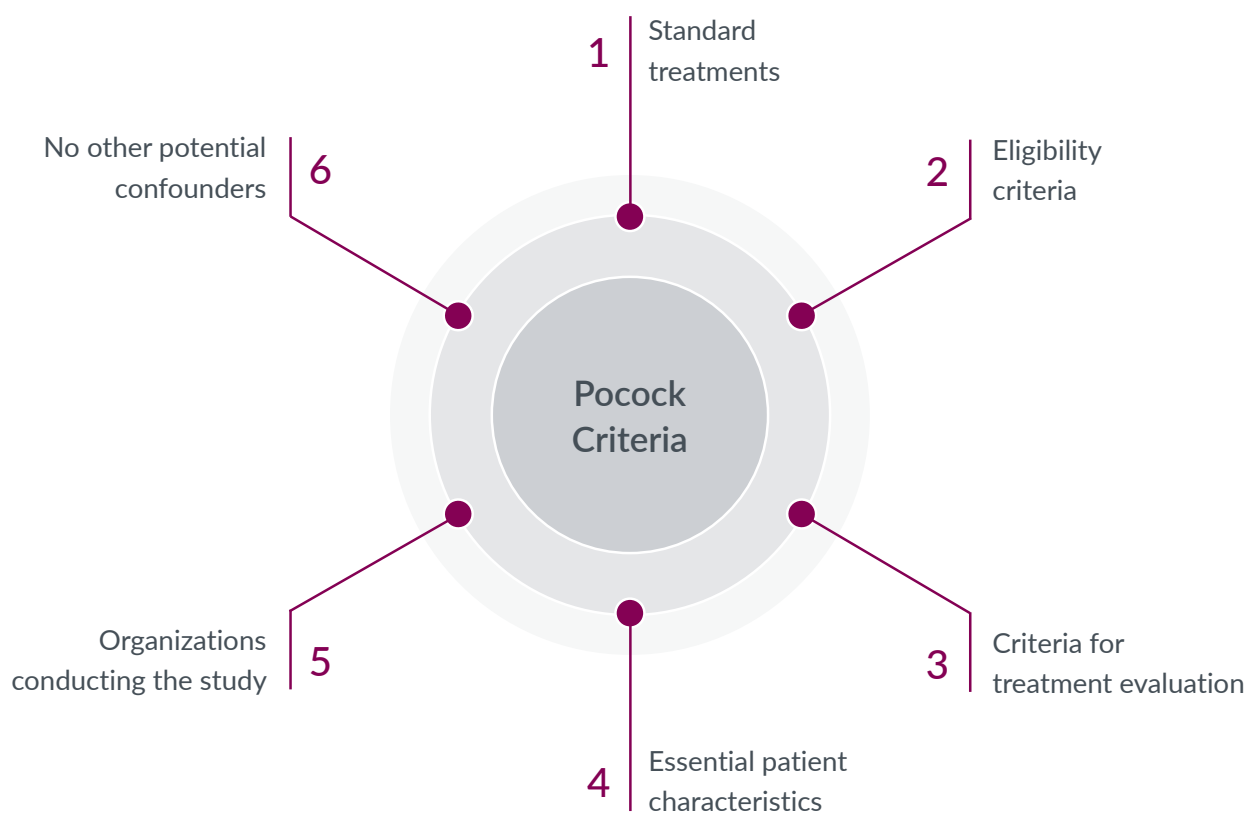 1
Standard
treatments
2
Eligibility
criteria
3
Criteria for
treatment evaluation
4
Essential patient
characteristics
5
Organizations
conducting the study
6
No other potential
confounders
Pocock
Criteria